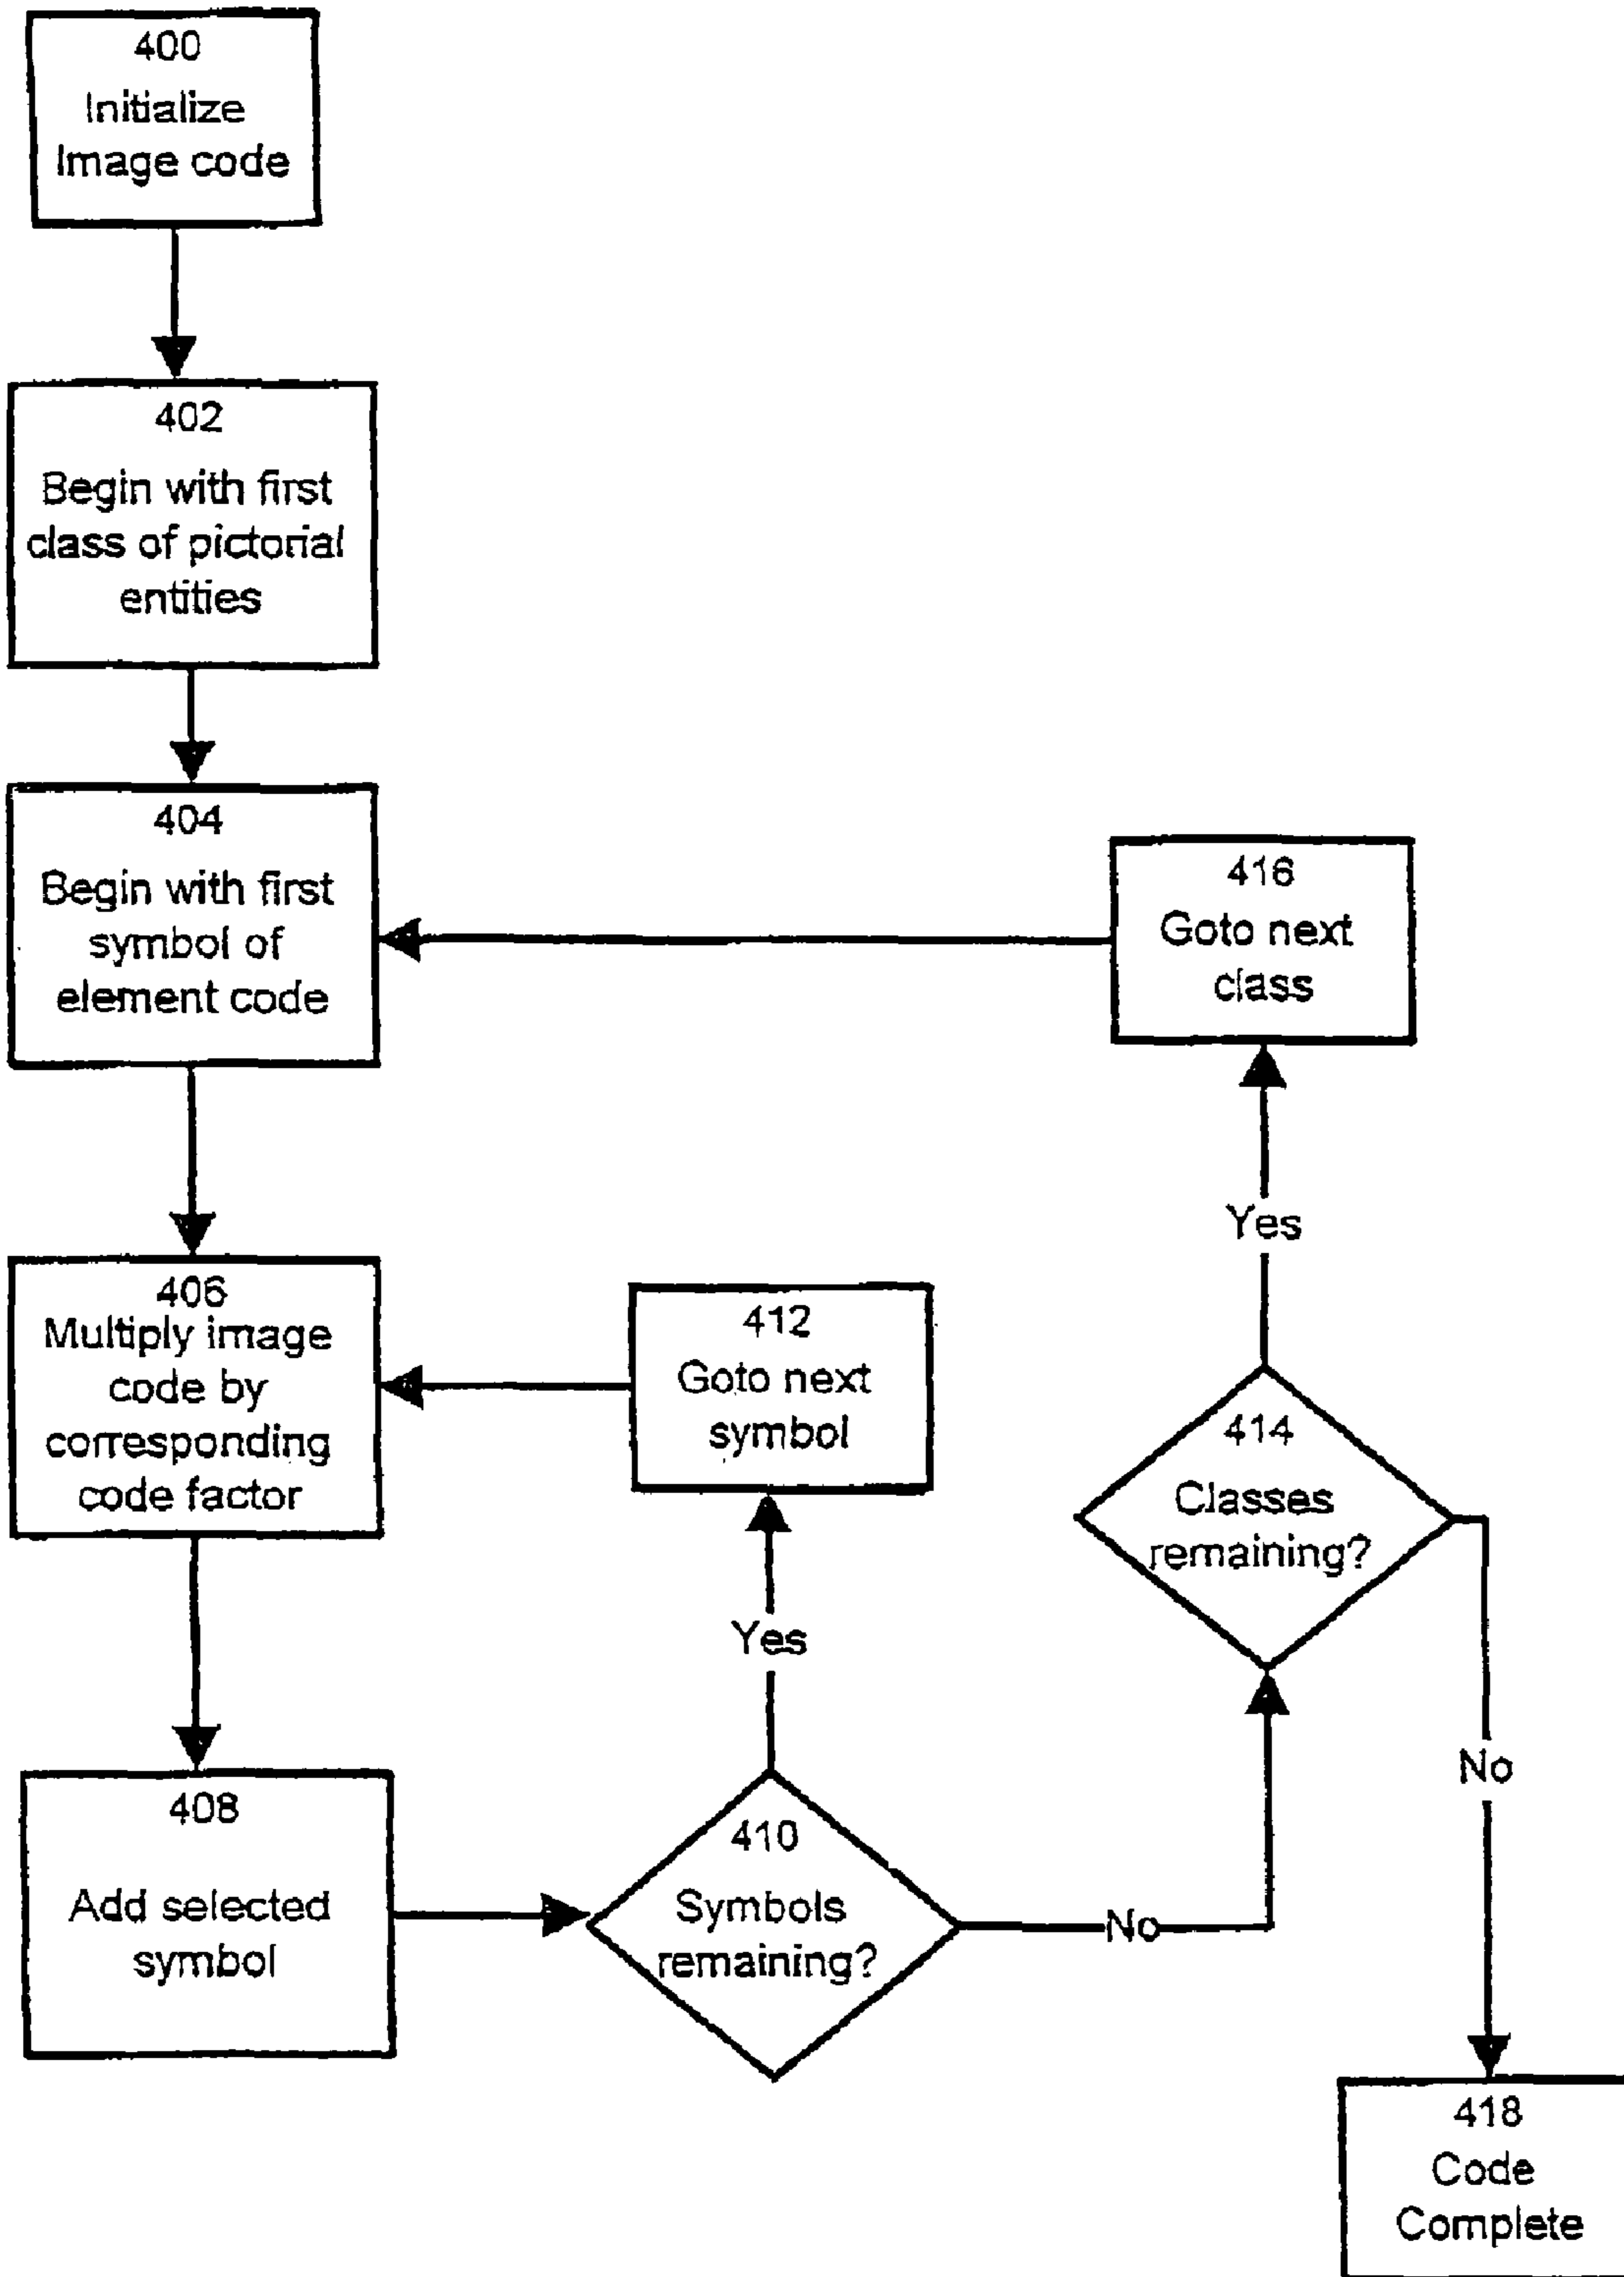 400
Initialize
Image code
402
Begin with first
class of pictorial
entities
404
Begin with first
symbol of
element code
416
Goto next
class
Yes
406
Multiply image
code by
corresponding
code factor
412
Goto next
symbol
414
Classes
remaining?
Yes
No
408
Add selected
symbol
410
Symbols
remaining?
No
418
Code
Complete